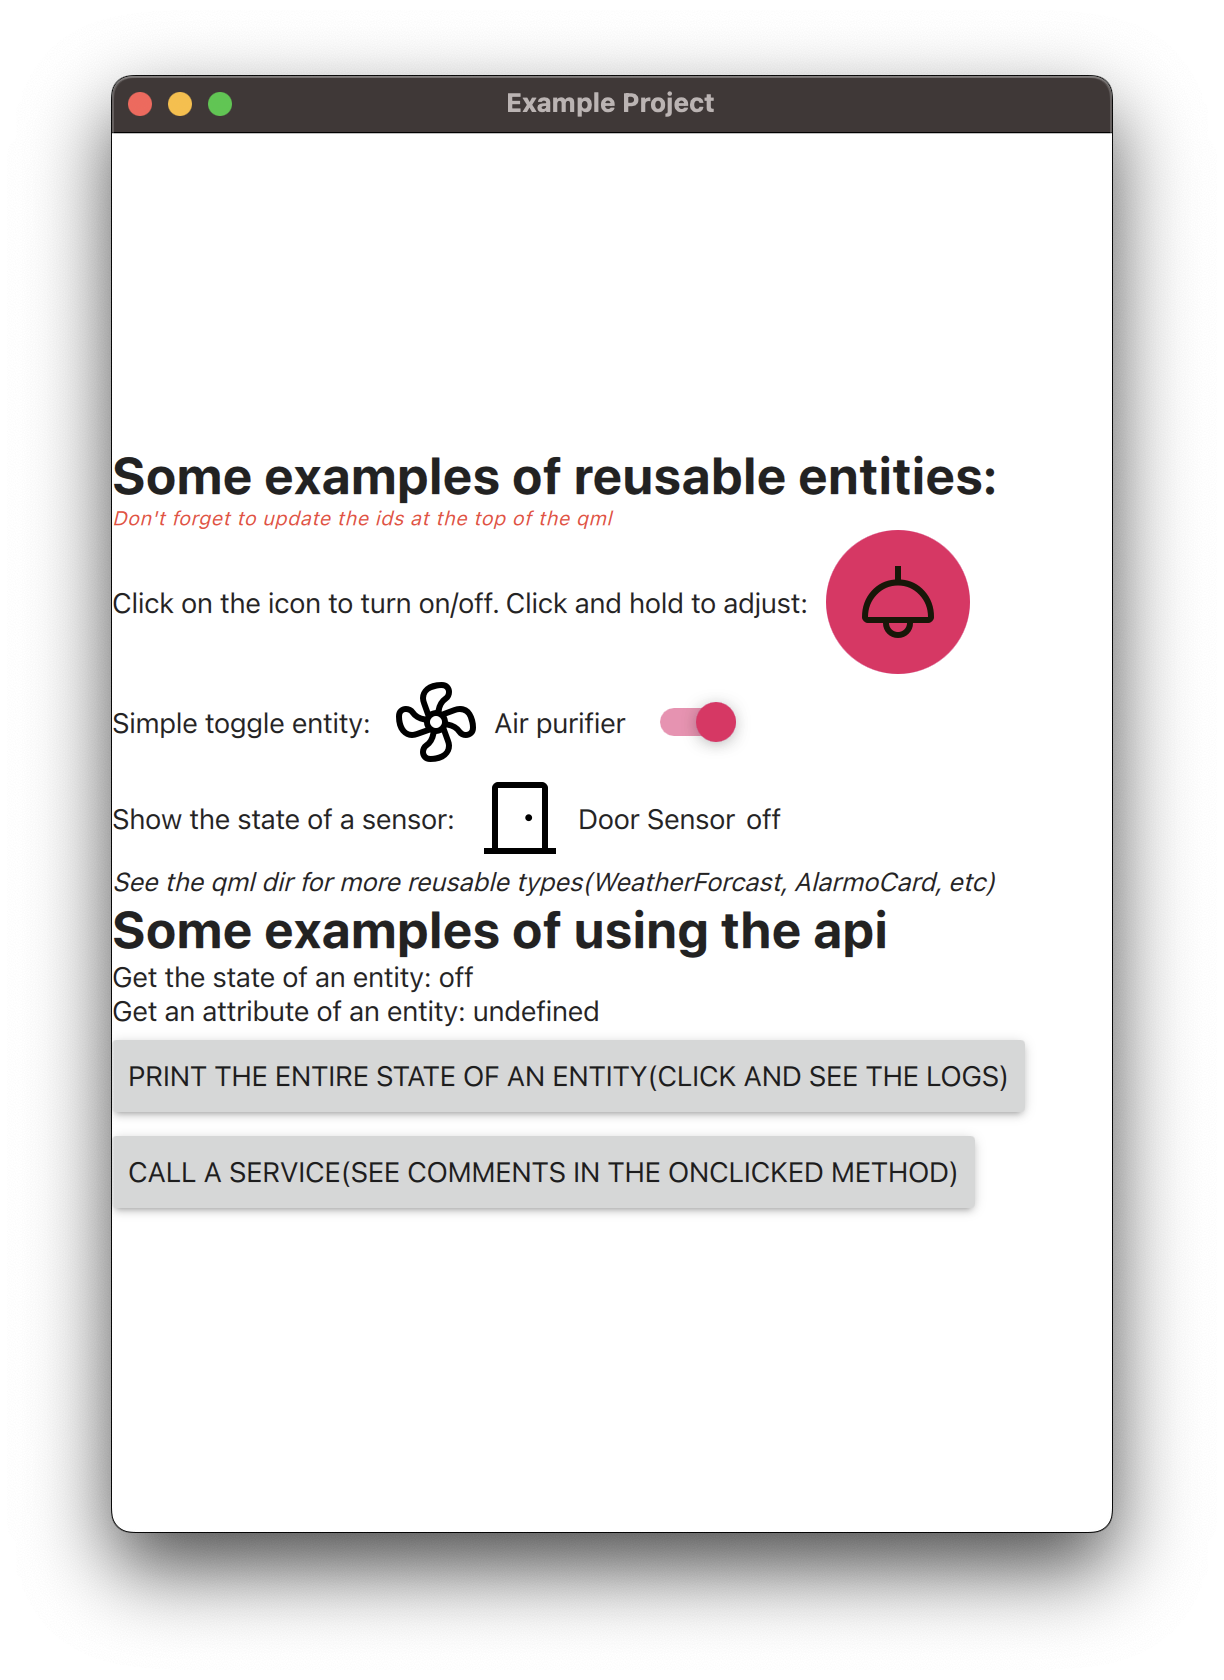 Example Project
Some examples of reusable entities:
Don't forget to update the ids at the top of the qml
Click on the icon to turn on/off. Click and hold to adjust:
Simple toggle entity: Air purifier
Show the state of a sensor: Door Sensor off
See the qml dir for more reusable types(WeatherForcast, AlarmoCard, etc)
Some examples of using the api
Get the state of an entity: off
Get an attribute of an entity: undefined
PRINT THE ENTIRE STATE OF AN ENTITY(CLICK AND SEE THE LOGS)
CALL A SERVICE(SEE COMMENTS IN THE ONCLICKED METHOD)